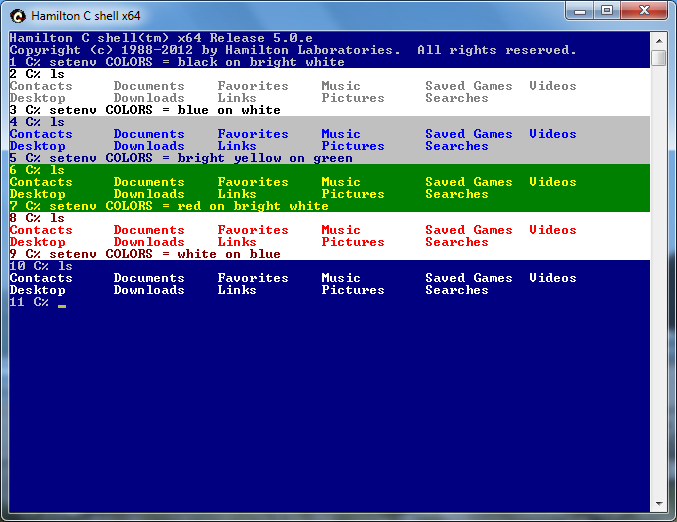 Hamilton C shell x64
Hamilton C shell(tm) x64 Release 5.0.e
Copyright (c) 1988-2012 by Hamilton Laboratories.  All rights reserved.
1 C% setenv COLORS = black on bright white
2 C% ls
Contacts     Documents    Favorites    Music        Saved Games  Videos
Desktop      Downloads    Links        Pictures     Searches
3 C% setenv COLORS = blue on white
4 C% ls
Contacts     Documents    Favorites    Music        Saved Games  Videos
Desktop      Downloads    Links        Pictures     Searches
5 C% setenv COLORS = bright yellow on green
6 C% ls
Contacts     Documents    Favorites    Music        Saved Games  Videos
Desktop      Downloads    Links        Pictures     Searches
7 C% setenv COLORS = red on bright white
8 C% ls
Contacts     Documents    Favorites    Music        Saved Games  Videos
Desktop      Downloads    Links        Pictures     Searches
9 C% setenv COLORS = white on blue
10 C% ls
Contacts     Documents    Favorites    Music        Saved Games  Videos
Desktop      Downloads    Links        Pictures     Searches
11 C% _